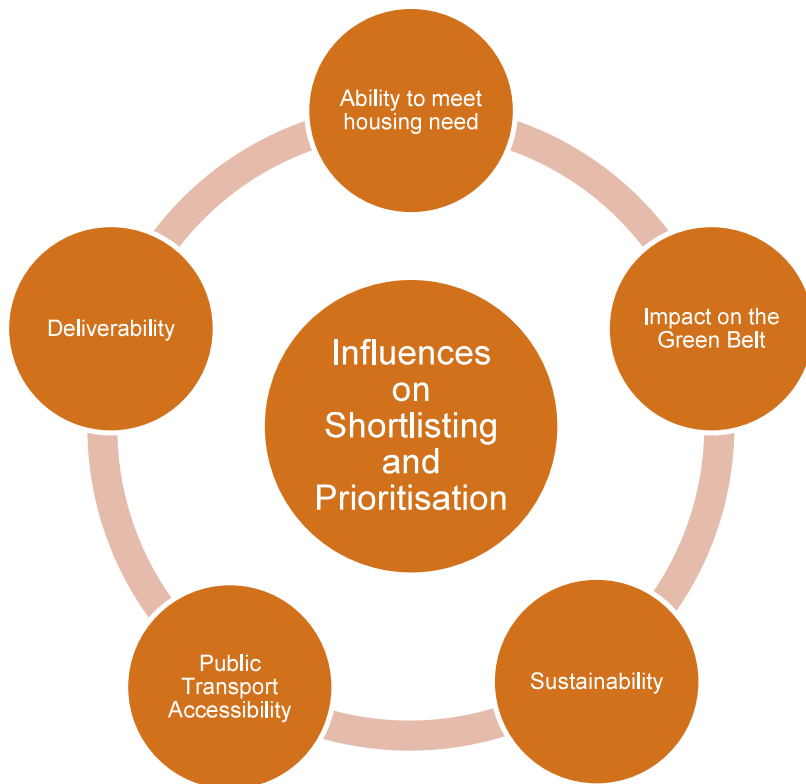 Ability to meet
housing need
Impact on the
Green Belt
Sustainability
Public
Transport
Accessibility
Deliverability
Influences
on
Shortlisting
and
Prioritisation